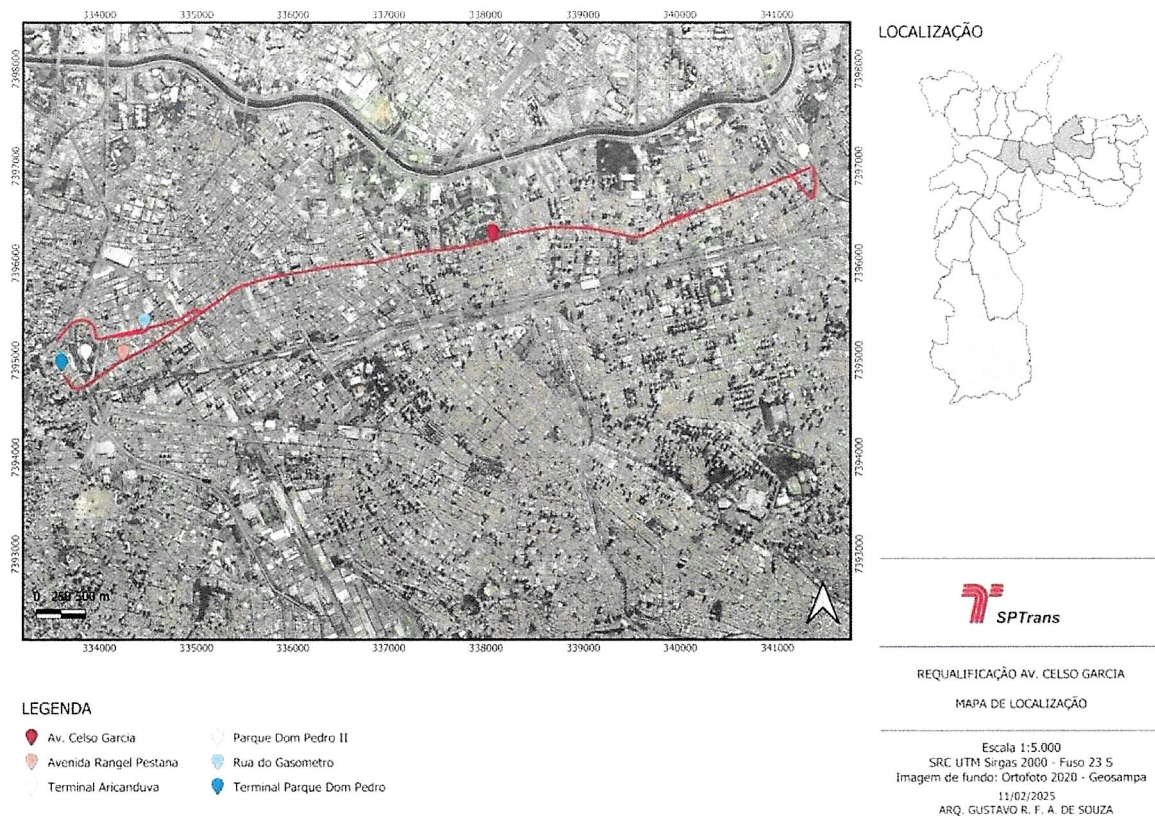 334000 335000 336000 337000 338000 339000 340000 341000
LOCALIZAÇÃO
7398000 7398000
7397000 7397000
7396000 7396000
7395000 7395000
7394000 7394000
7393000 7393000
0 250 500 m
334000 335000 336000 337000 338000 339000 340000 341000
SPTrans
REQUALIFICAÇÃO AV. CELSO GARCIA
MAPA DE LOCALIZAÇÃO
LEGENDA
Av. Celso Garcia
Parque Dom Pedro II
Avenida Rangel Pestana
Rua do Gasometro
Terminal Aricanduva
Terminal Parque Dom Pedro
Escala 1:5.000
SRC UTM Sirgas 2000 - Fuso 23 S
Imagem de fundo: Ortofoto 2020 - Geosampa
11/02/2025
ARQ. GUSTAVO R. F. A. DE SOUZA